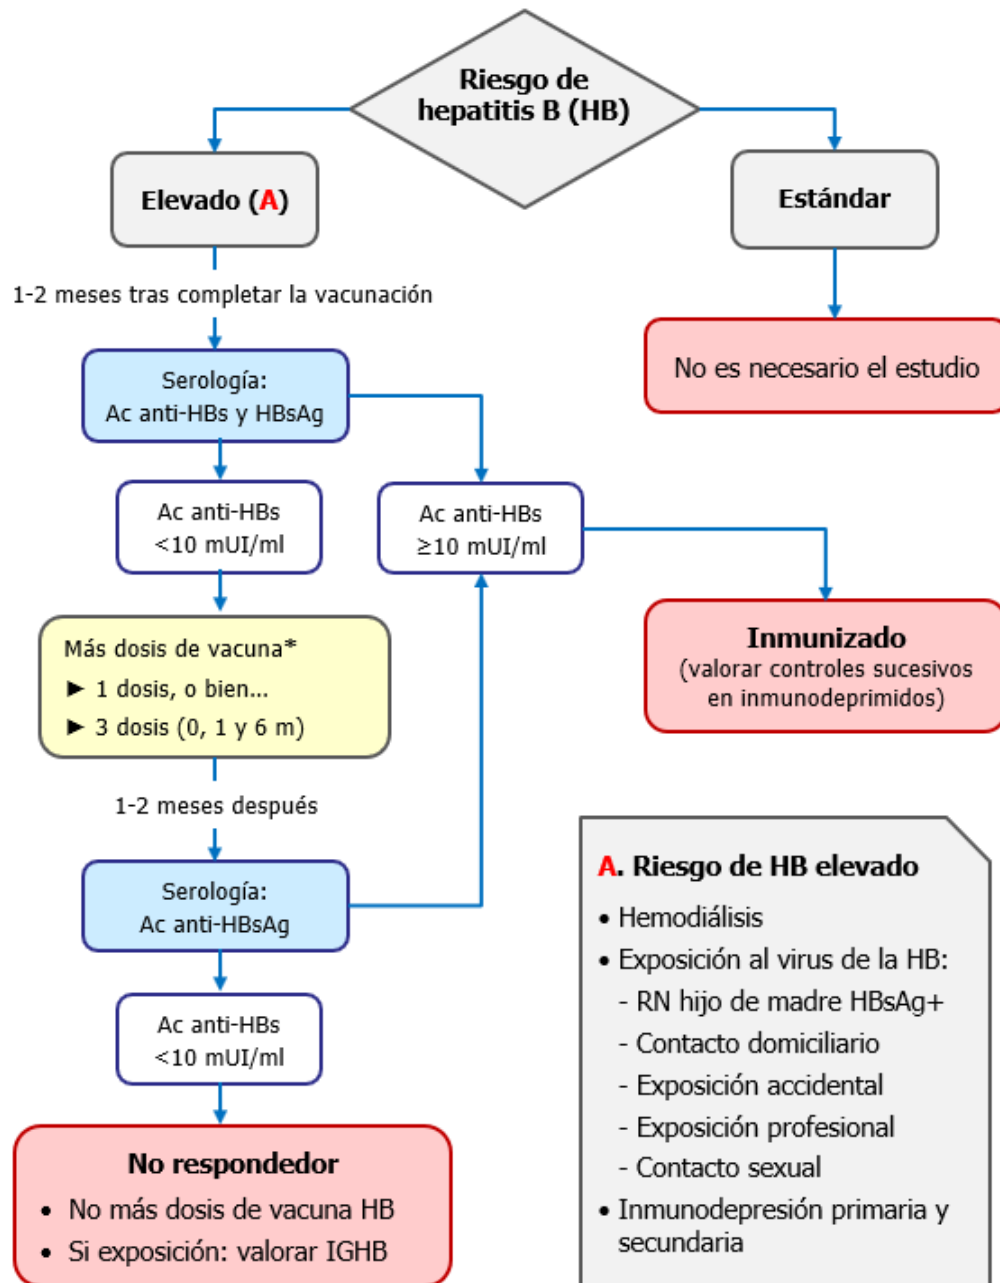 Riesgo de
hepatitis B (HB)
Elevado (A)
Estándar
1-2 meses tras completar la vacunación
No es necesario el estudio
Serología:
Ac anti-HBs y HBsAg
Ac anti-HBs
<10 mUI/ml
Ac anti-HBs
≥10 mUI/ml
Más dosis de vacuna*
► 1 dosis, o bien...
► 3 dosis (0, 1 y 6 m)
Inmunizado
(valorar controles sucesivos
en inmunodeprimidos)
1-2 meses después
Serología:
Ac anti-HBsAg
Ac anti-HBs
<10 mUI/ml
No respondedor
• No más dosis de vacuna HB
• Si exposición: valorar IGHB
A. Riesgo de HB elevado
• Hemodiálisis
• Exposición al virus de la HB:
- RN hijo de madre HBsAg+
- Contacto domiciliario
- Exposición accidental
- Exposición profesional
- Contacto sexual
• Inmunodepresión primaria y
secundaria